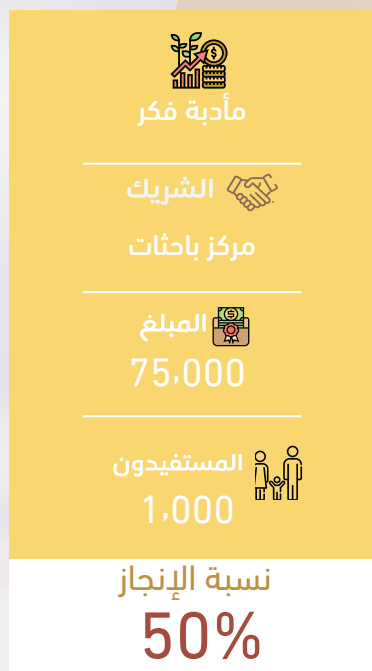 مأدبة فكر
الشريك
مركز باحثات
المبلغ
75,000
المستفيدون
1,000
نسبة الإنجاز
50%